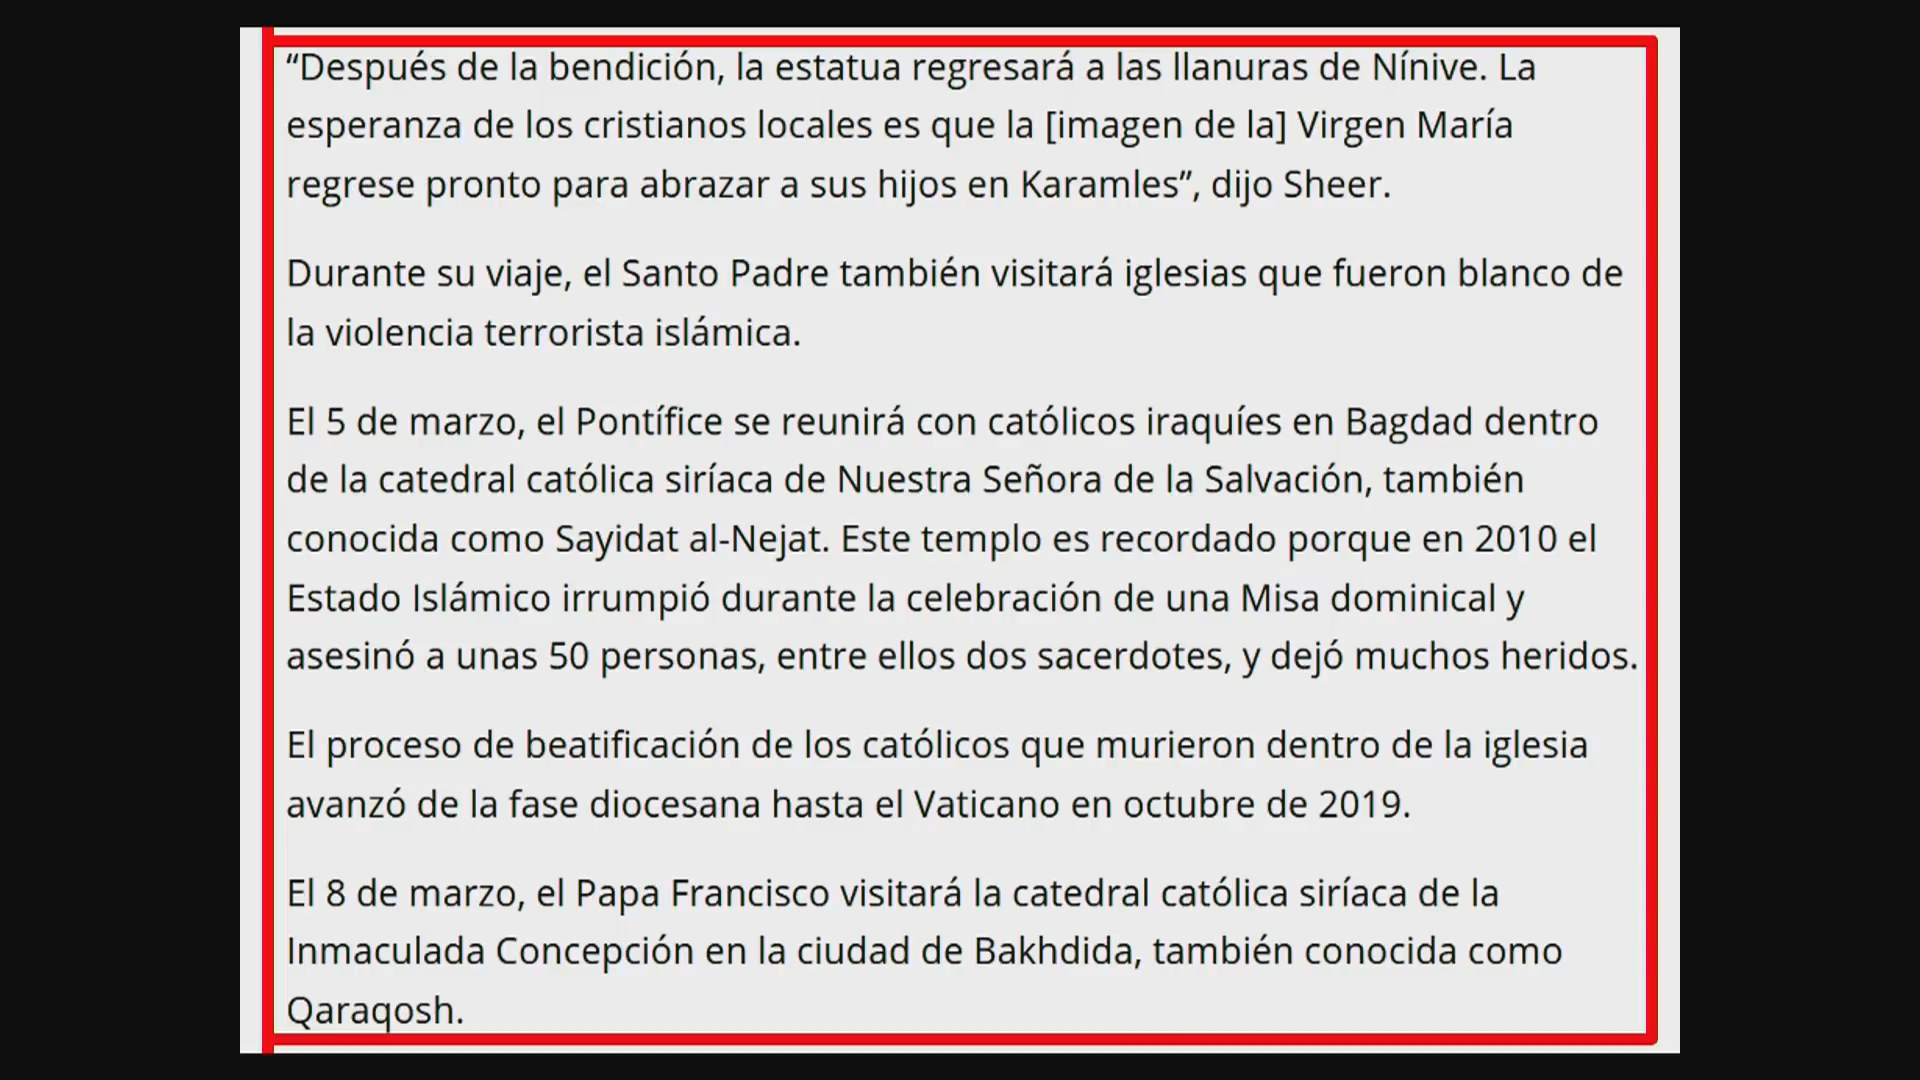 “Después de la bendición, la estatua regresará a las llanuras de Nínive. La
esperanza de los cristianos locales es que la [imagen de la] Virgen María
regrese pronto para abrazar a sus hijos en Karamles”, dijo Sheer.
Durante su viaje, el Santo Padre también visitará iglesias que fueron blanco de
la violencia terrorista islámica.
El 5 de marzo, el Pontífice se reunirá con católicos iraquíes en Bagdad dentro
de la catedral católica siríaca de Nuestra Señora de la Salvación, también
conocida como Sayidat al-Nejat. Este templo es recordado porque en 2010 el
Estado Islámico irrumpió durante la celebración de una Misa dominical y
asesinó a unas 50 personas, entre ellos dos sacerdotes, y dejó muchos heridos.
El proceso de beatificación de los católicos que murieron dentro de la iglesia
avanzó de la fase diocesana hasta el Vaticano en octubre de 2019.
El 8 de marzo, el Papa Francisco visitará la catedral católica siríaca de la
Inmaculada Concepción en la ciudad de Bakhdida, también conocida como
Qaraqosh.